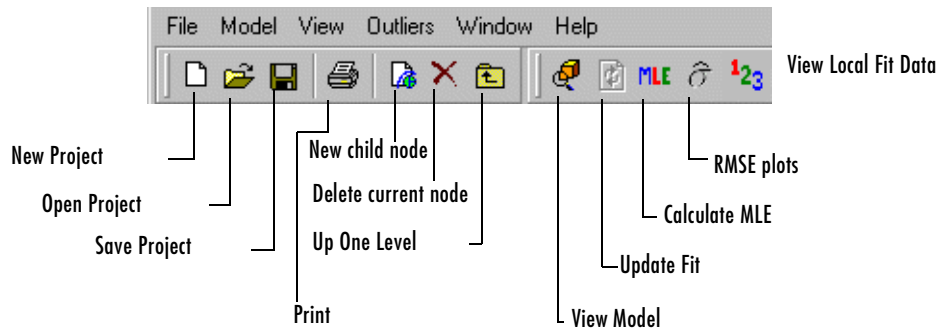 File Model View Outliers Window Help
MLE σ̂ 123
View Local Fit Data
New Project
New child node
RMSE plots
Open Project
Delete current node
Calculate MLE
Save Project
Up One Level
Update Fit
Print
View Model